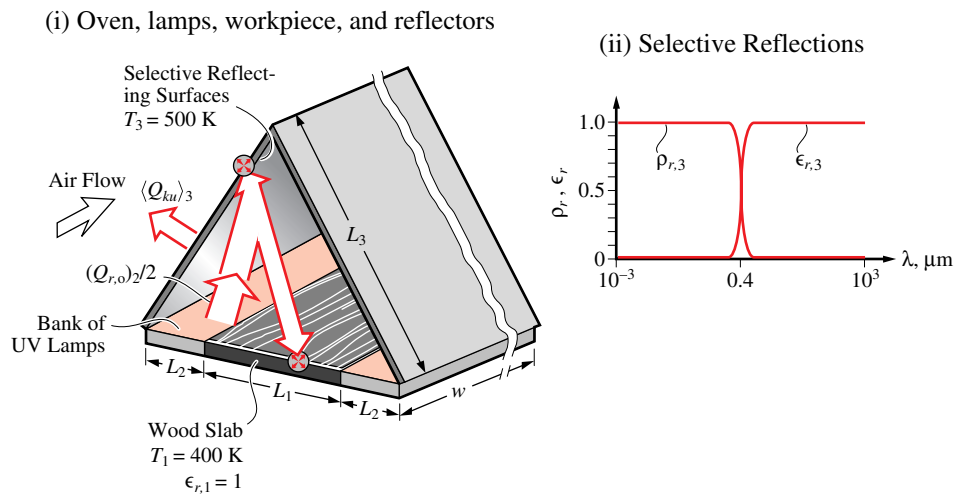 (i) Oven, lamps, workpiece, and reflectors
Selective Reflect-
ing Surfaces
T3 = 500 K
Air Flow
⟨Qku⟩3
L3
(Qr,o)2/2
Bank of
UV Lamps
L2
L1
L2
w
Wood Slab
T1 = 400 K
ϵr,1 = 1
(ii) Selective Reflections
ρr , ϵr
1.0
0.5
0
ρr,3
ϵr,3
10⁻³
0.4
10³
λ, μm